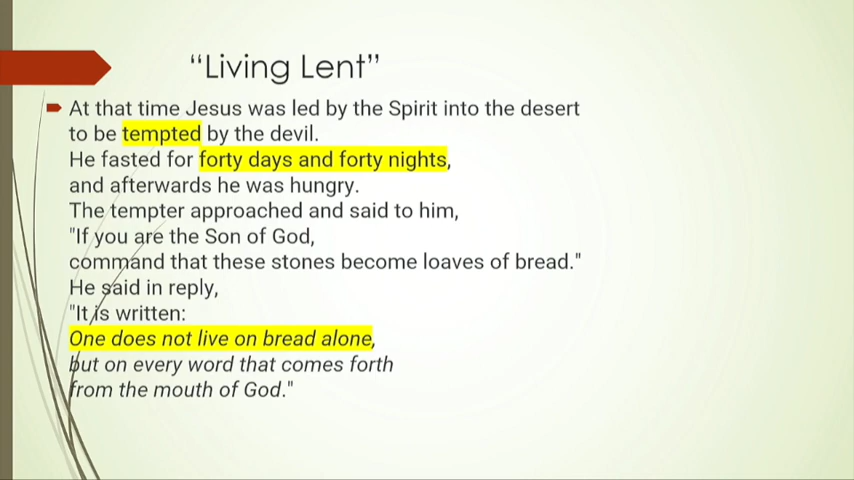 “Living Lent”
At that time Jesus was led by the Spirit into the desert
to be tempted by the devil.
He fasted for forty days and forty nights,
and afterwards he was hungry.
The tempter approached and said to him,
"If you are the Son of God,
command that these stones become loaves of bread."
He said in reply,
"It is written:
One does not live on bread alone,
but on every word that comes forth
from the mouth of God."